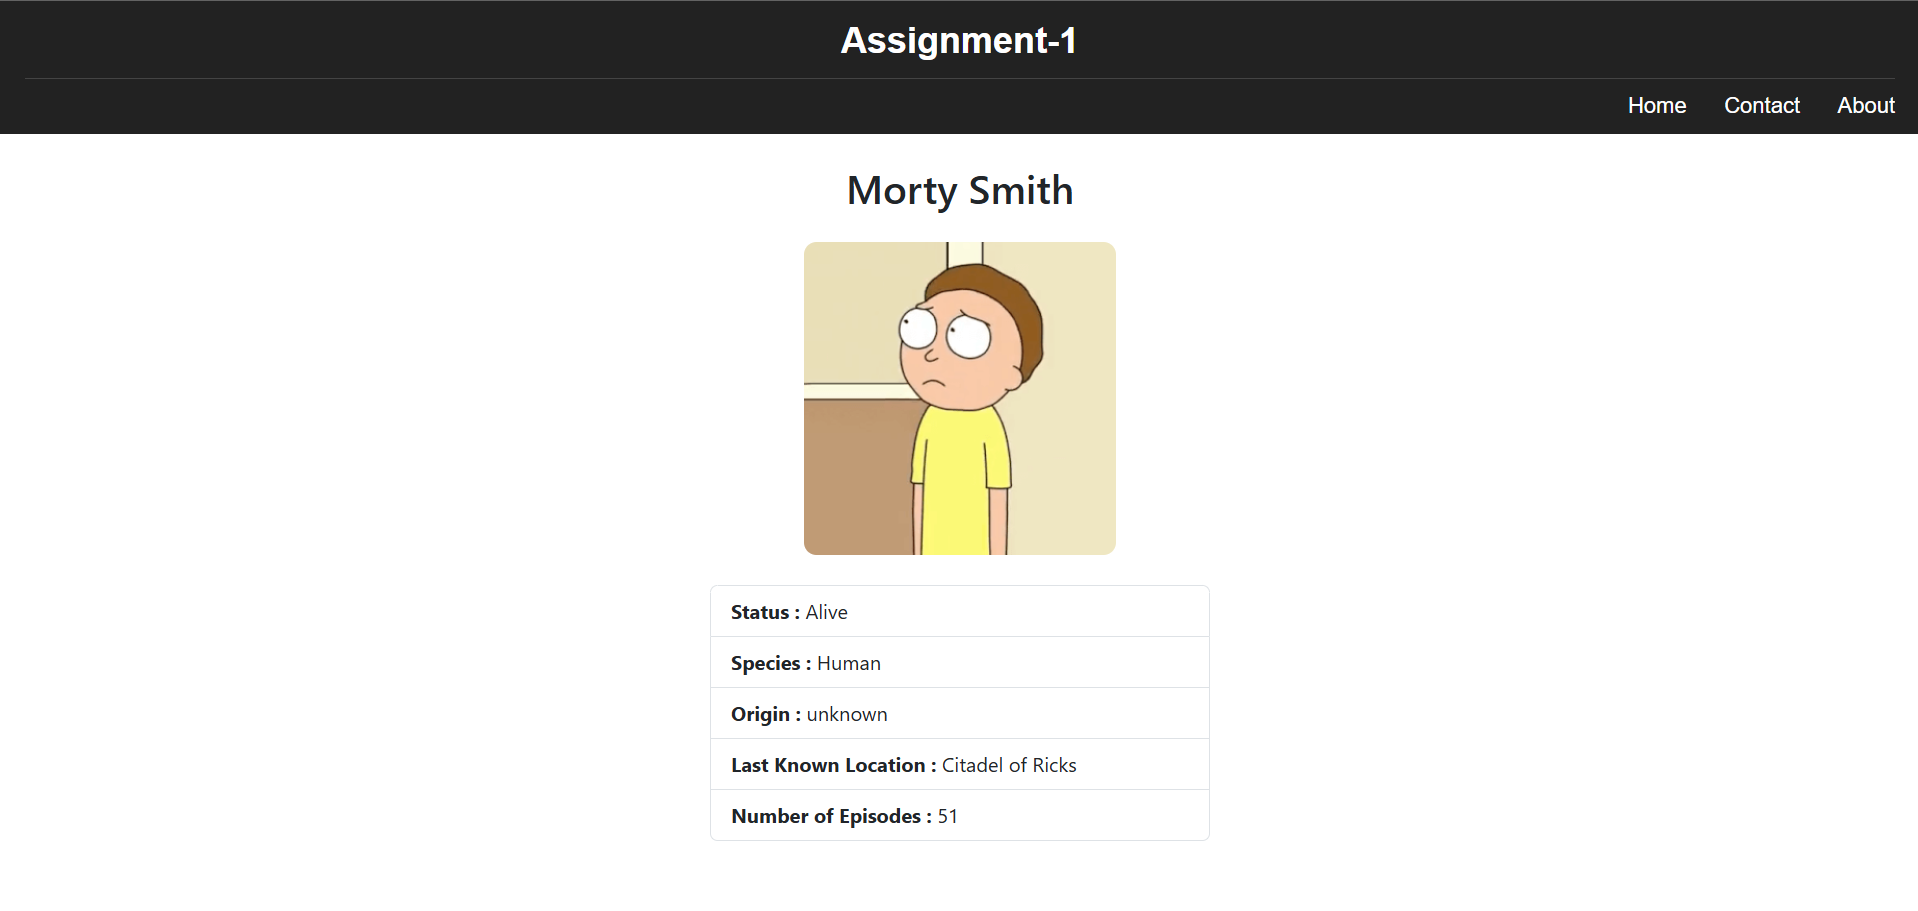 Assignment-1
Home Contact About
Morty Smith
Status : Alive
Species : Human
Origin : unknown
Last Known Location : Citadel of Ricks
Number of Episodes : 51